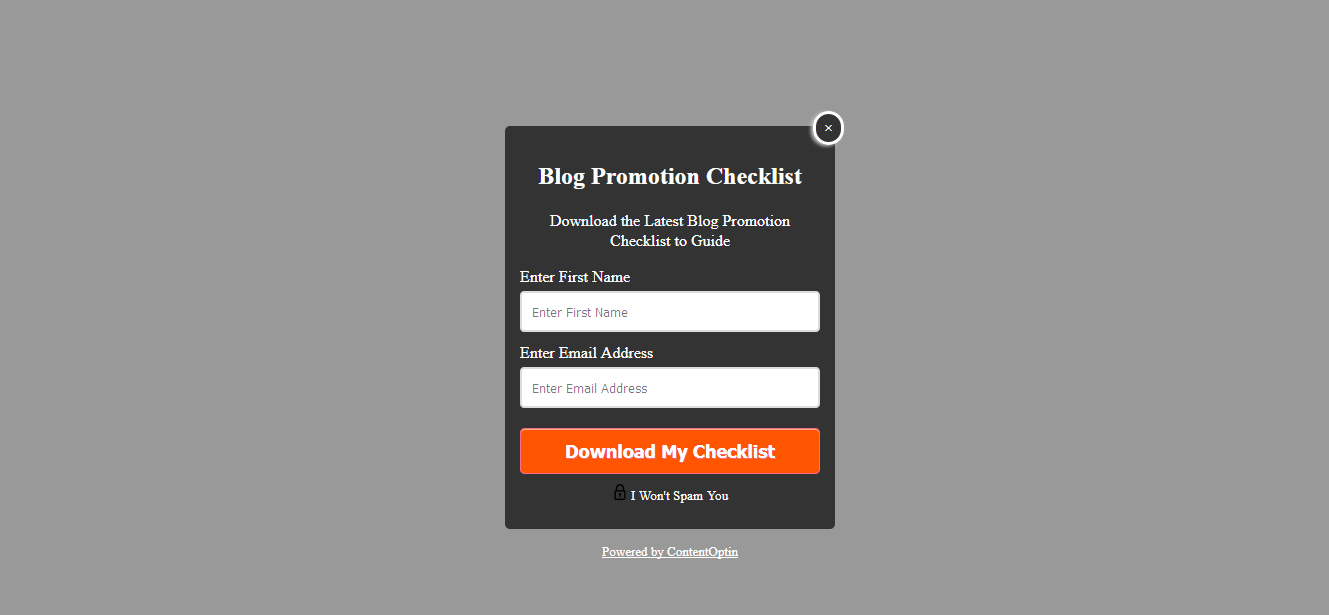 ×
Blog Promotion Checklist
Download the Latest Blog Promotion
Checklist to Guide
Enter First Name
Enter First Name
Enter Email Address
Enter Email Address
Download My Checklist
I Won't Spam You
Powered by ContentOptin